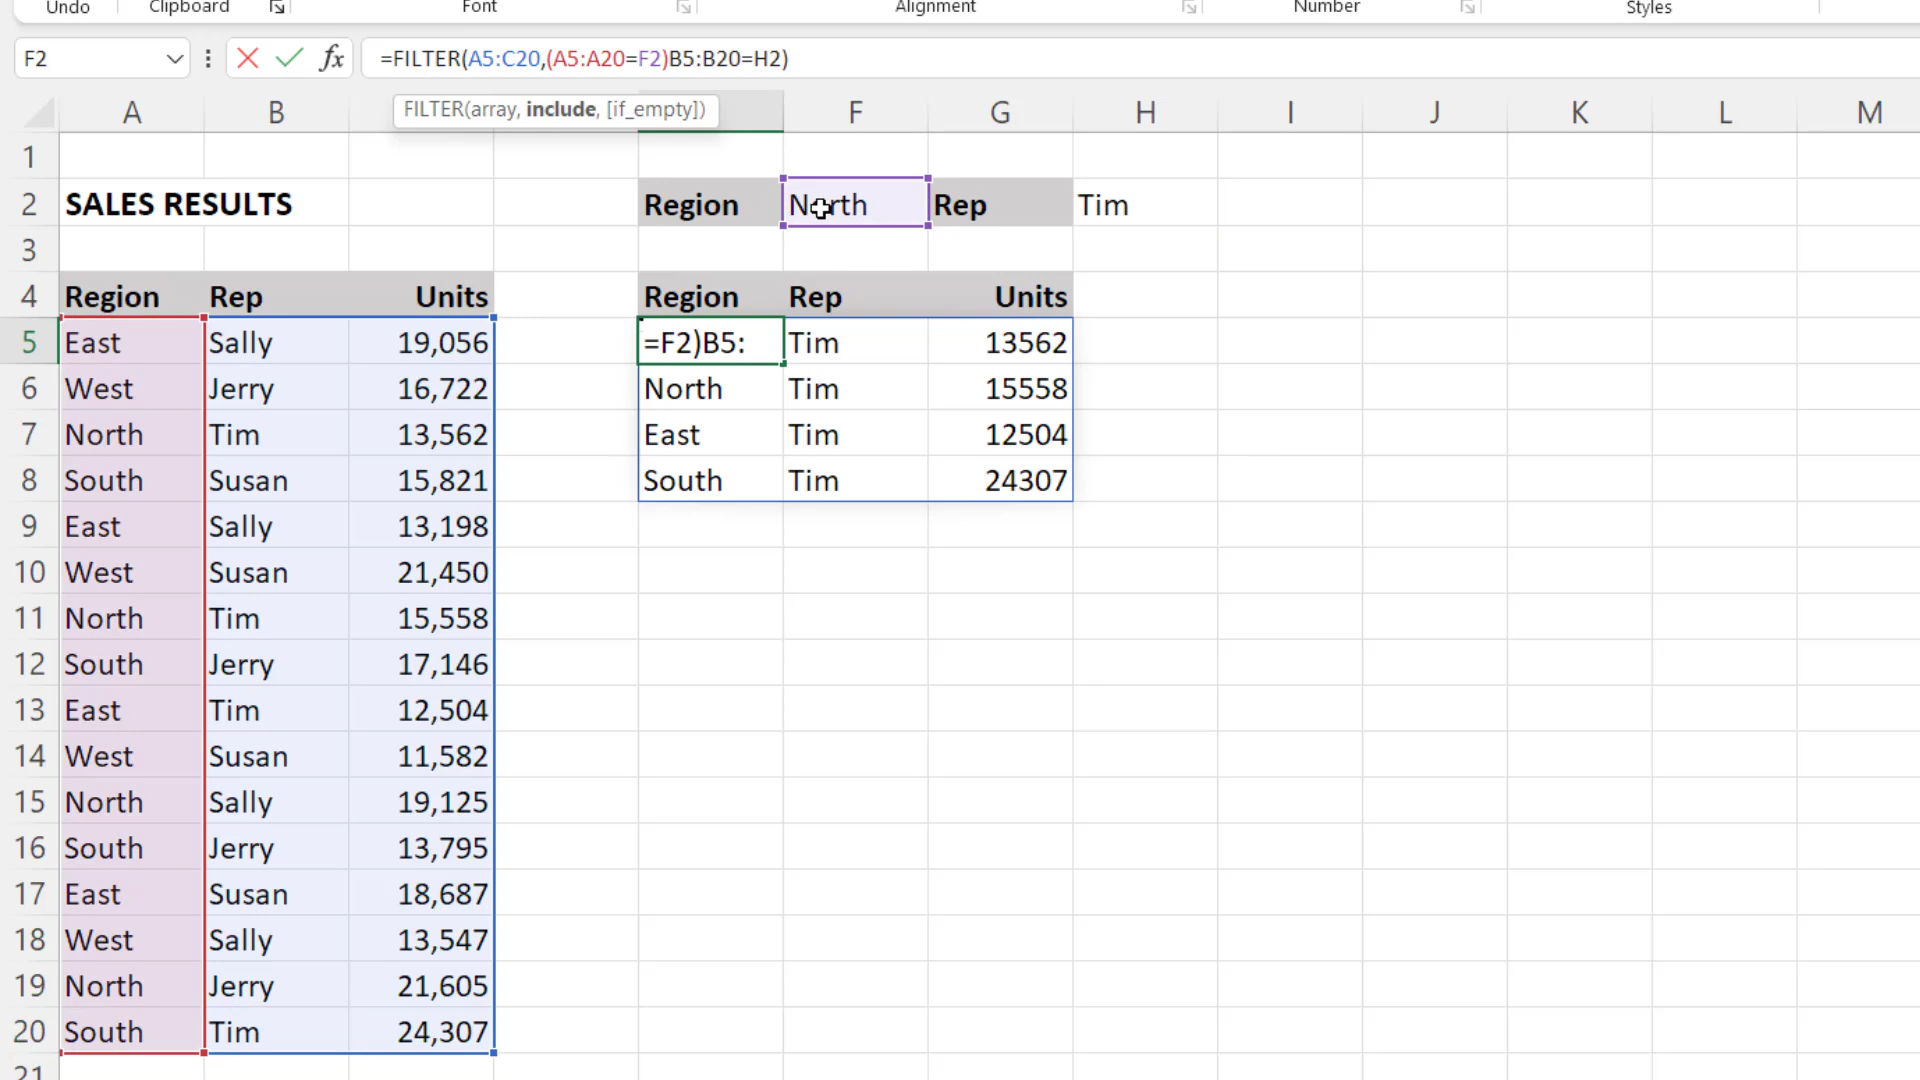 Undo Clipboard Font Alignment Number Styles
F2 fx =FILTER(A5:C20,(A5:A20=F2)B5:B20=H2)
FILTER(array, include, [if_empty])
A B F G H I J K L M
1
2 SALES RESULTS Region North Rep Tim
3
4 Region Rep Units Region Rep Units
5 East Sally 19,056 =F2)B5: Tim 13562
6 West Jerry 16,722 North Tim 15558
7 North Tim 13,562 East Tim 12504
8 South Susan 15,821 South Tim 24307
9 East Sally 13,198
10 West Susan 21,450
11 North Tim 15,558
12 South Jerry 17,146
13 East Tim 12,504
14 West Susan 11,582
15 North Sally 19,125
16 South Jerry 13,795
17 East Susan 18,687
18 West Sally 13,547
19 North Jerry 21,605
20 South Tim 24,307
21